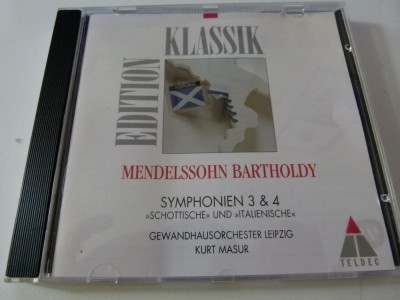 EDITION
KLASSIK
MENDELSSOHN BARTHOLDY
SYMPHONIEN 3 & 4
»SCHOTTISCHE« UND »ITALIENISCHE«
GEWANDHAUSORCHESTER LEIPZIG
KURT MASUR
TELDEC